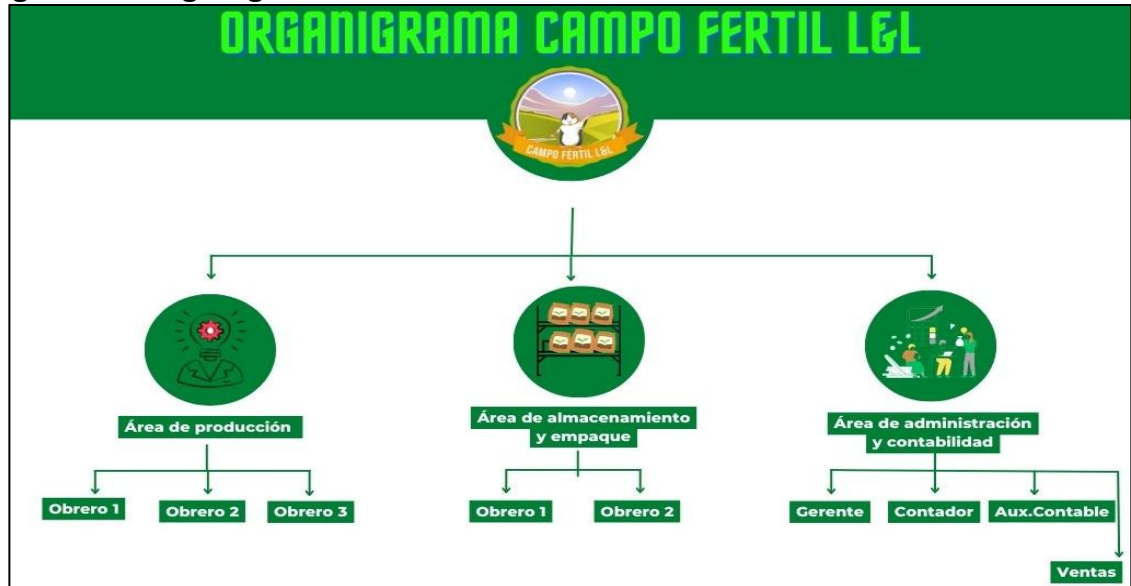 ORGANIGRAMA CAMPO FERTIL L&L
CAMPO FÉRTIL L&L
Área de producción
Área de almacenamiento
y empaque
Área de administración
y contabilidad
Obrero 1
Obrero 2
Obrero 3
Obrero 1
Obrero 2
Gerente
Contador
Aux.Contable
Ventas